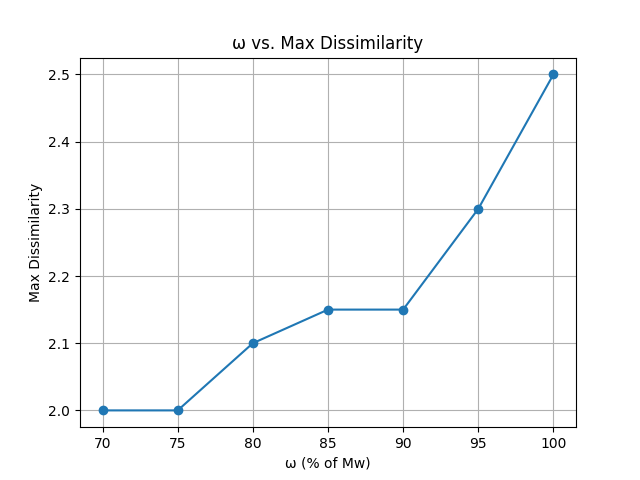 ω vs. Max Dissimilarity
2.5
2.4
2.3
2.2
2.1
2.0
Max Dissimilarity
70 75 80 85 90 95 100
ω (% of Mw)